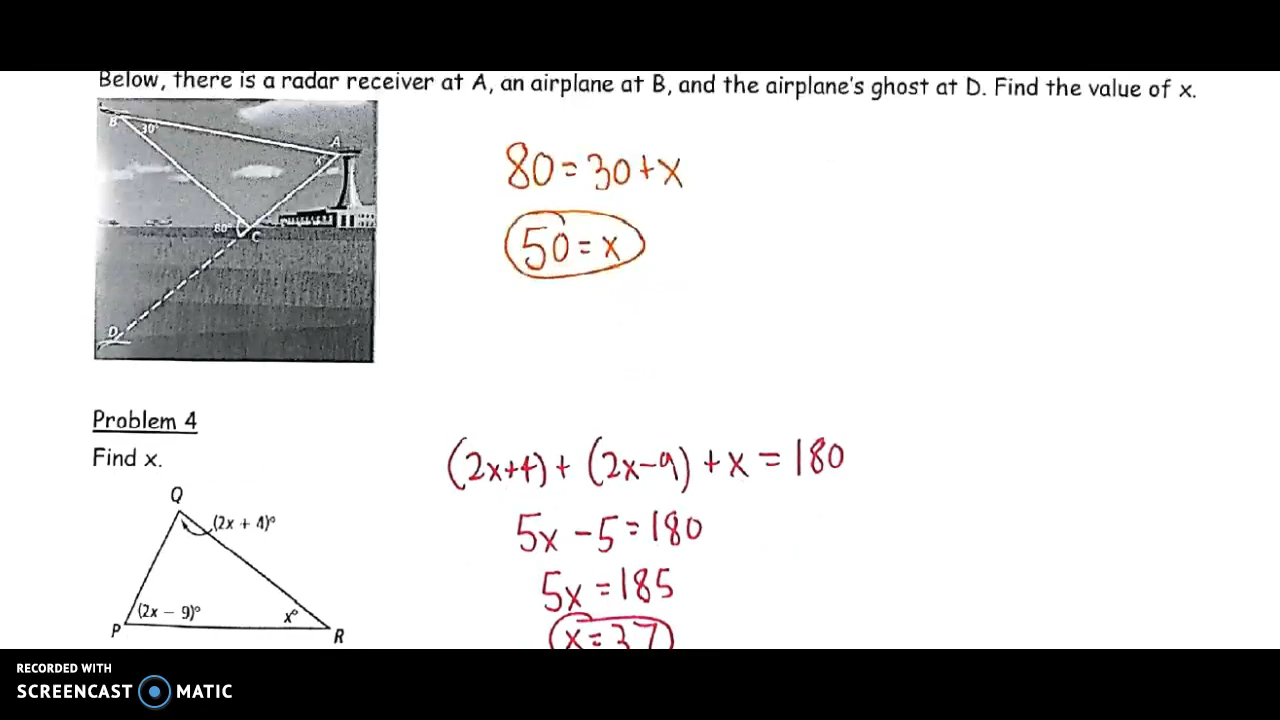 Below, there is a radar receiver at A, an airplane at B, and the airplane's ghost at D. Find the value of x.
B
30°
A
x°
80°
C
D
80 = 30 + x
50 = x
Problem 4
Find x.
(2x+4) + (2x-9) + x = 180
5x - 5 = 180
5x = 185
x = 37
Q
(2x + 4)°
(2x - 9)°
x°
P
R
RECORDED WITH
SCREENCAST MATIC